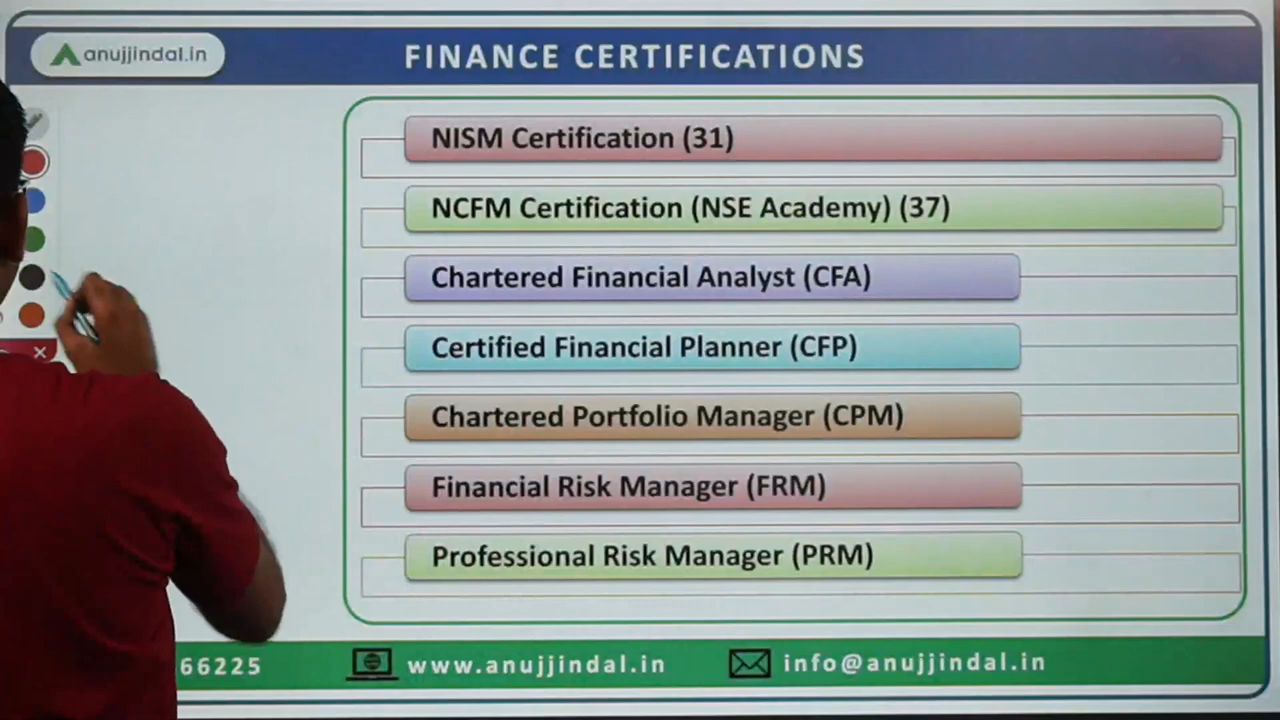 anujjindal.in
FINANCE CERTIFICATIONS
NISM Certification (31)
NCFM Certification (NSE Academy) (37)
Chartered Financial Analyst (CFA)
Certified Financial Planner (CFP)
Chartered Portfolio Manager (CPM)
Financial Risk Manager (FRM)
Professional Risk Manager (PRM)
66225
www.anujjindal.in
info@anujjindal.in